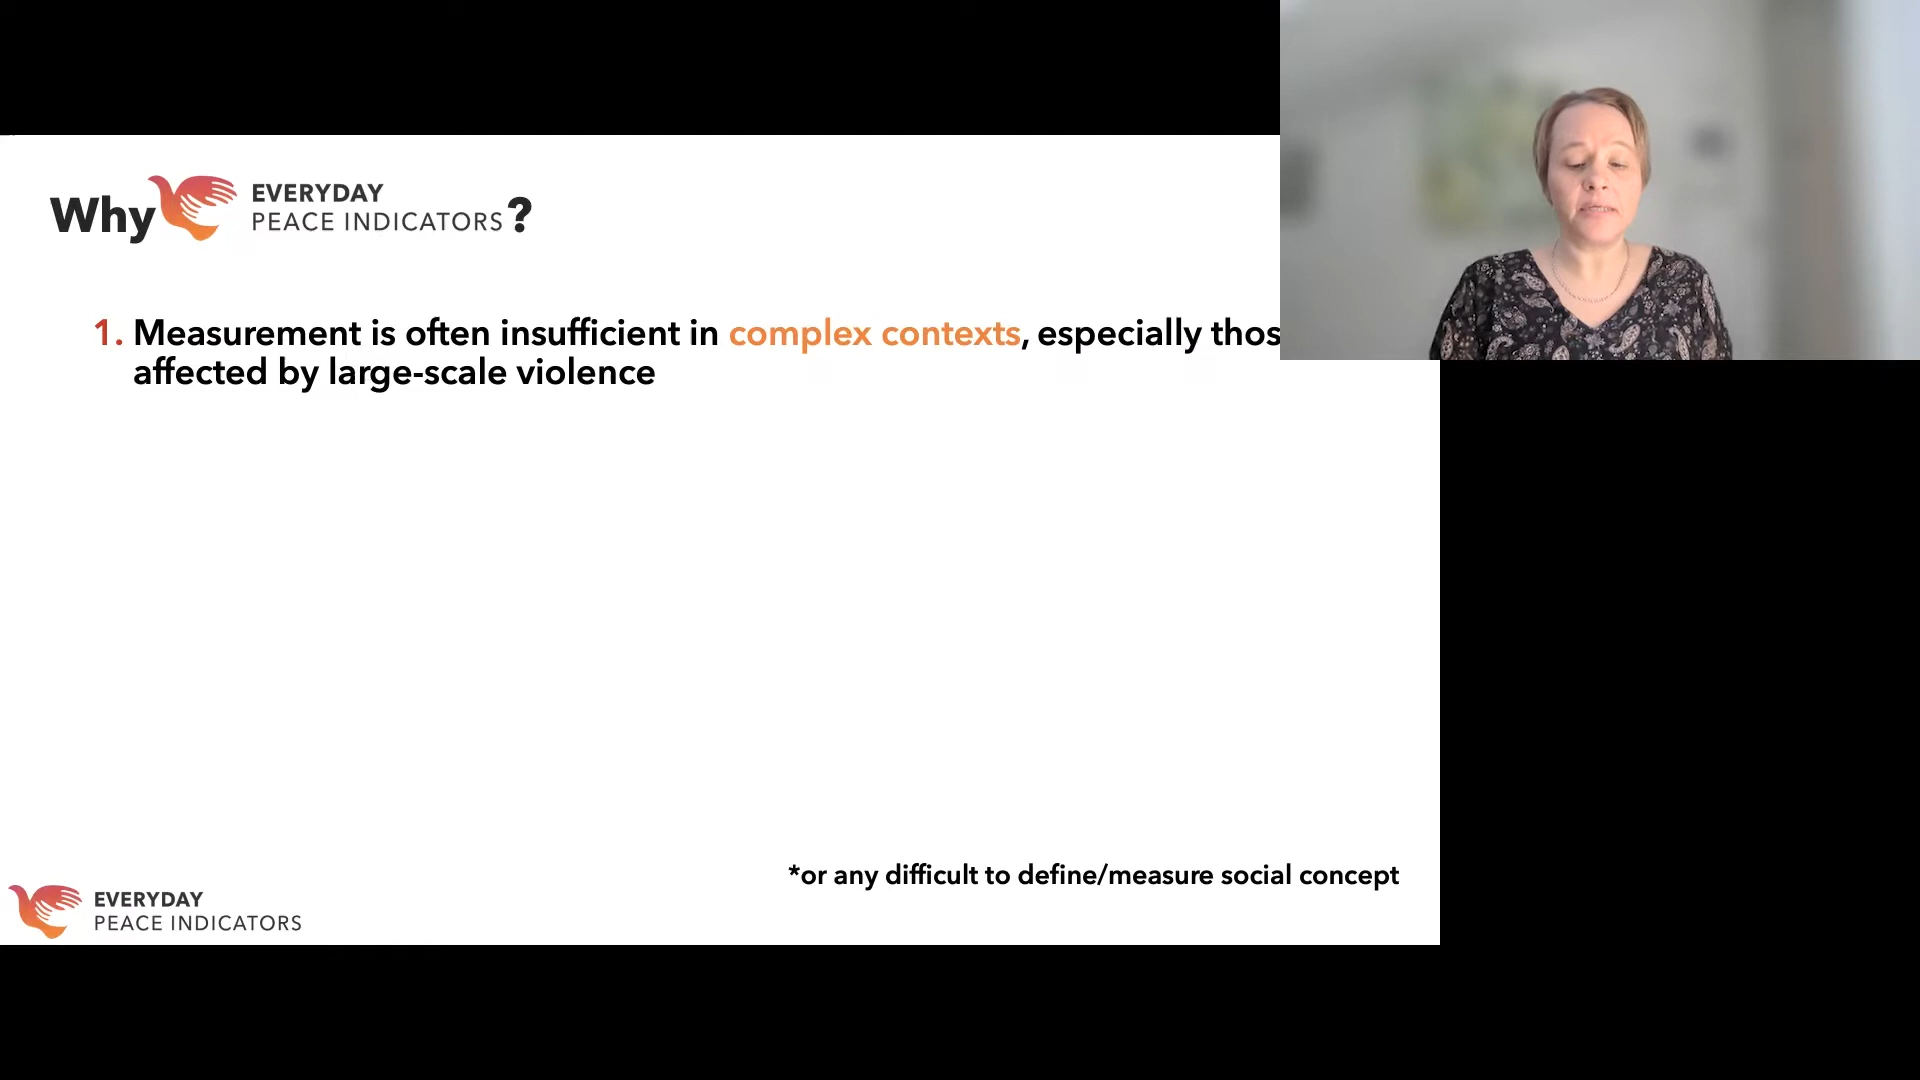 Why EVERYDAY PEACE INDICATORS ?
1. Measurement is often insufficient in complex contexts, especially
affected by large-scale violence
*or any difficult to define/measure social concept
EVERYDAY
PEACE INDICATORS